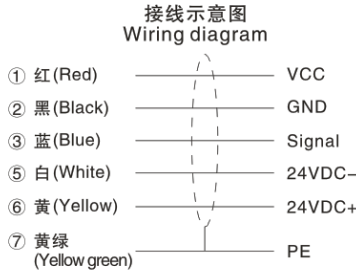 接线示意图
Wiring diagram
① 红(Red) VCC
② 黑(Black) GND
③ 蓝(Blue) Signal
⑤ 白(White) 24VDC-
⑥ 黄(Yellow) 24VDC+
⑦ 黄绿
(Yellow green) PE